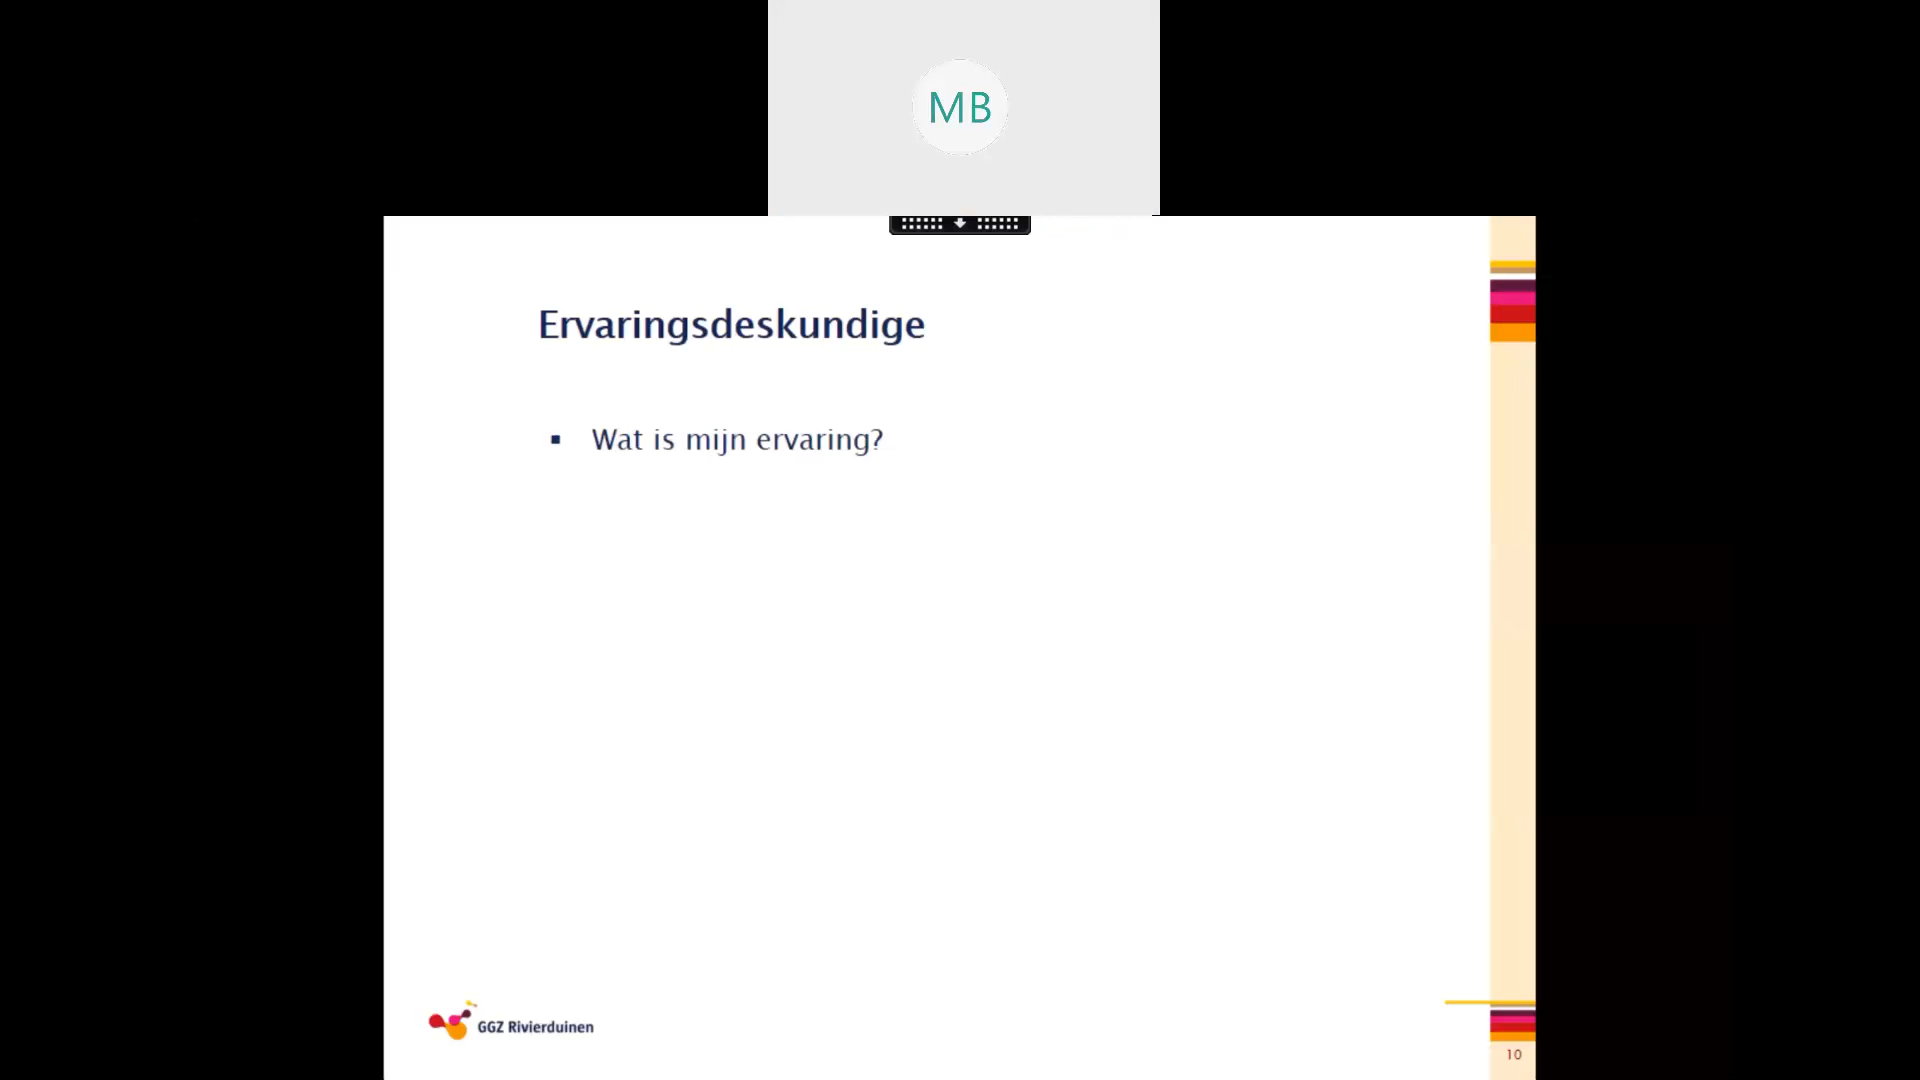 MB
Ervaringsdeskundige
▪ Wat is mijn ervaring?
GGZ Rivierduinen
10